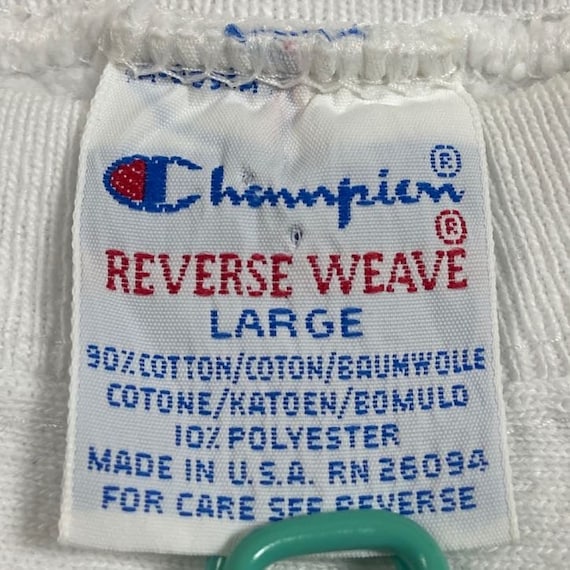 Champion ®
®
REVERSE WEAVE
LARGE
90% COTTON/COTON/BAUMWOLLE
COTONE/KATOEN/BOMULD
10% POLYESTER
MADE IN U.S.A. RN 26094
FOR CARE SEE REVERSE